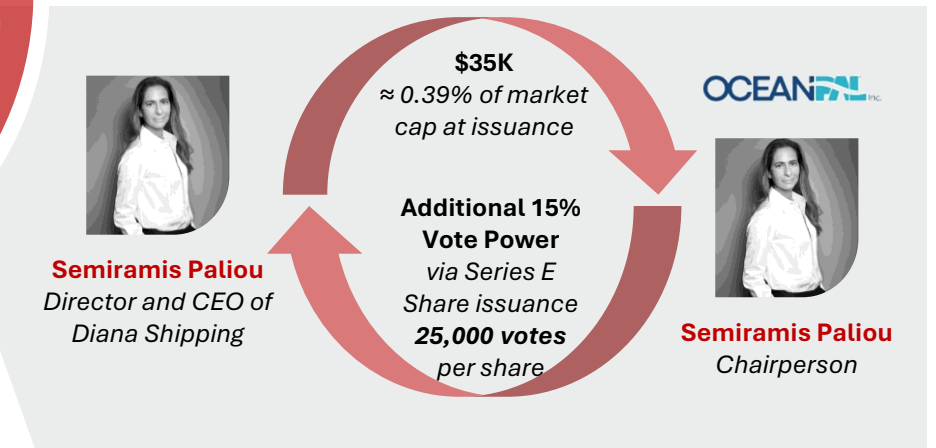 $35K
≈ 0.39% of market
cap at issuance
OCEANPAL Inc.
Additional 15%
Vote Power
via Series E
Share issuance
25,000 votes
per share
Semiramis Paliou
Director and CEO of
Diana Shipping
Semiramis Paliou
Chairperson